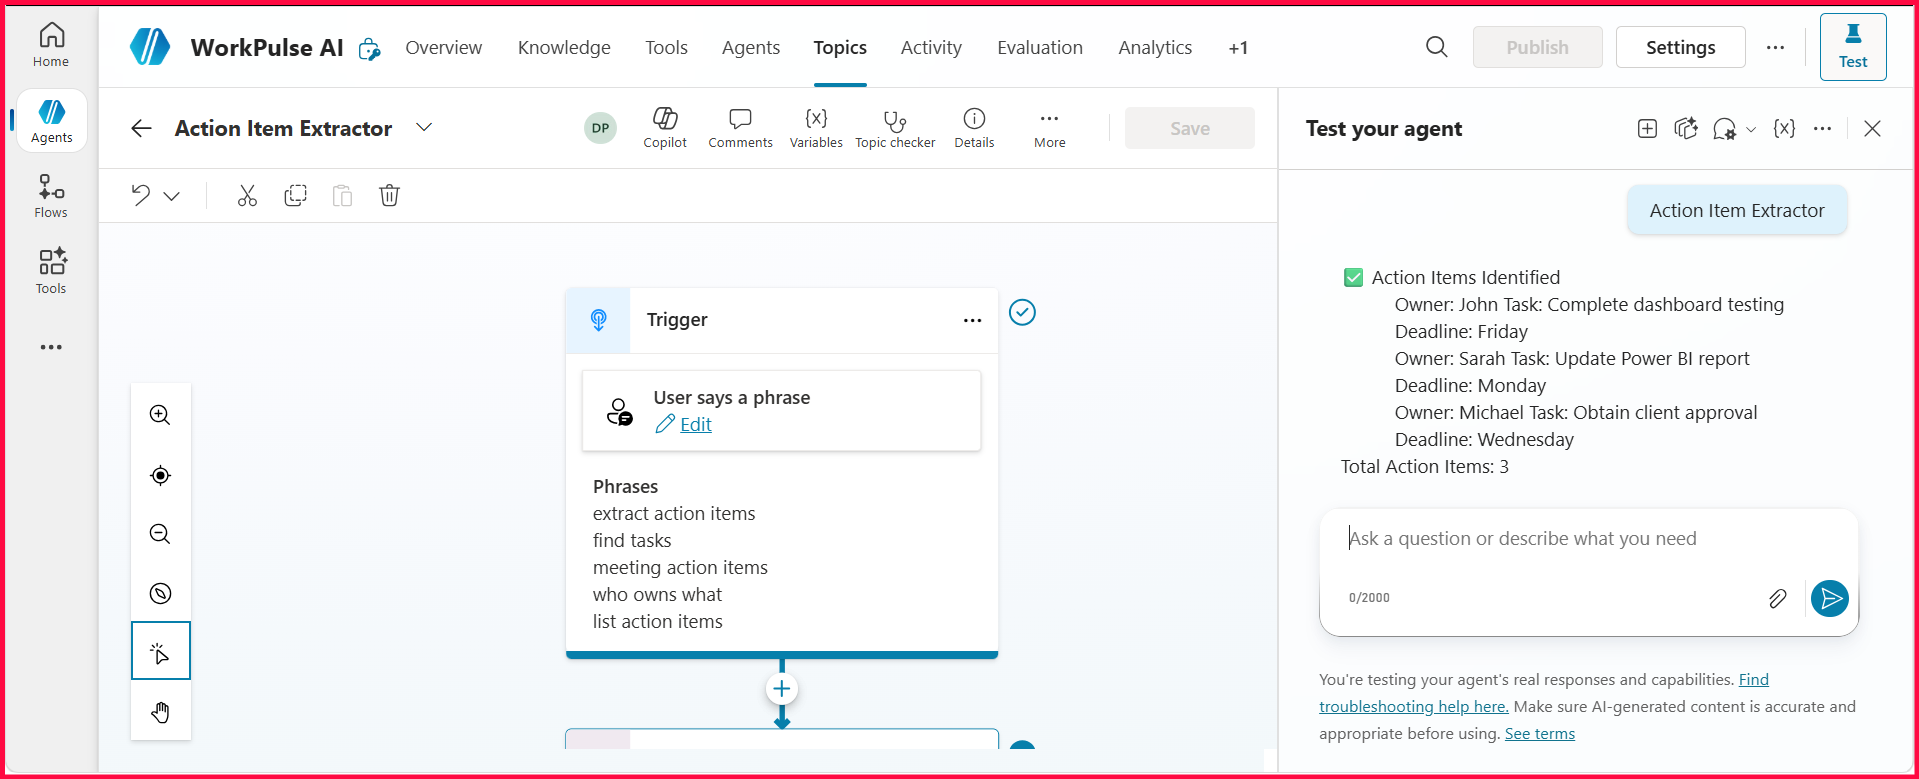 Home
Agents
Flows
Tools
WorkPulse AI
Overview
Knowledge
Tools
Agents
Topics
Activity
Evaluation
Analytics
+1
Publish
Settings
Test
Action Item Extractor
DP
Copilot
Comments
{x}
Variables
Topic checker
Details
More
Save
Trigger
User says a phrase
Edit
Phrases
extract action items
find tasks
meeting action items
who owns what
list action items
Test your agent
{x}
Action Item Extractor
✅ Action Items Identified
Owner: John Task: Complete dashboard testing
Deadline: Friday
Owner: Sarah Task: Update Power BI report
Deadline: Monday
Owner: Michael Task: Obtain client approval
Deadline: Wednesday
Total Action Items: 3
Ask a question or describe what you need
0/2000
You're testing your agent's real responses and capabilities. Find
troubleshooting help here. Make sure AI-generated content is accurate and
appropriate before using. See terms